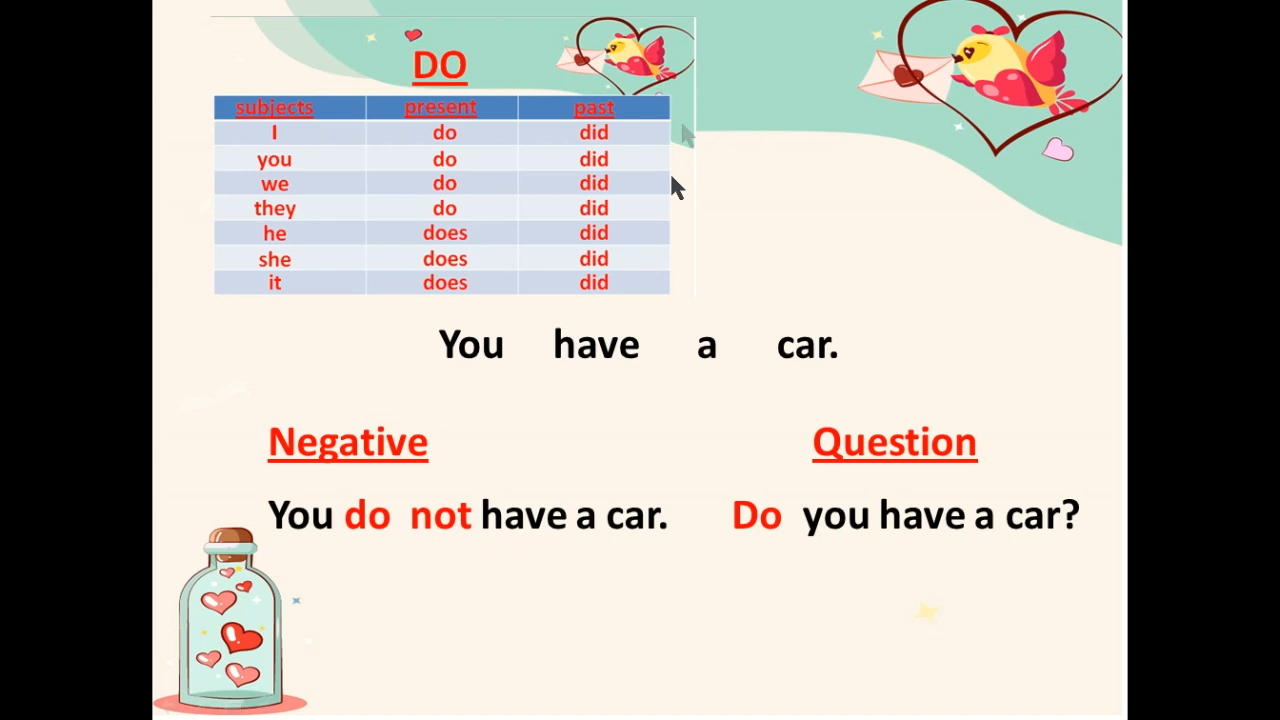 DO
subjects present past
I do did
you do did
we do did
they do did
he does did
she does did
it does did
You have a car.
Negative Question
You do not have a car. Do you have a car?